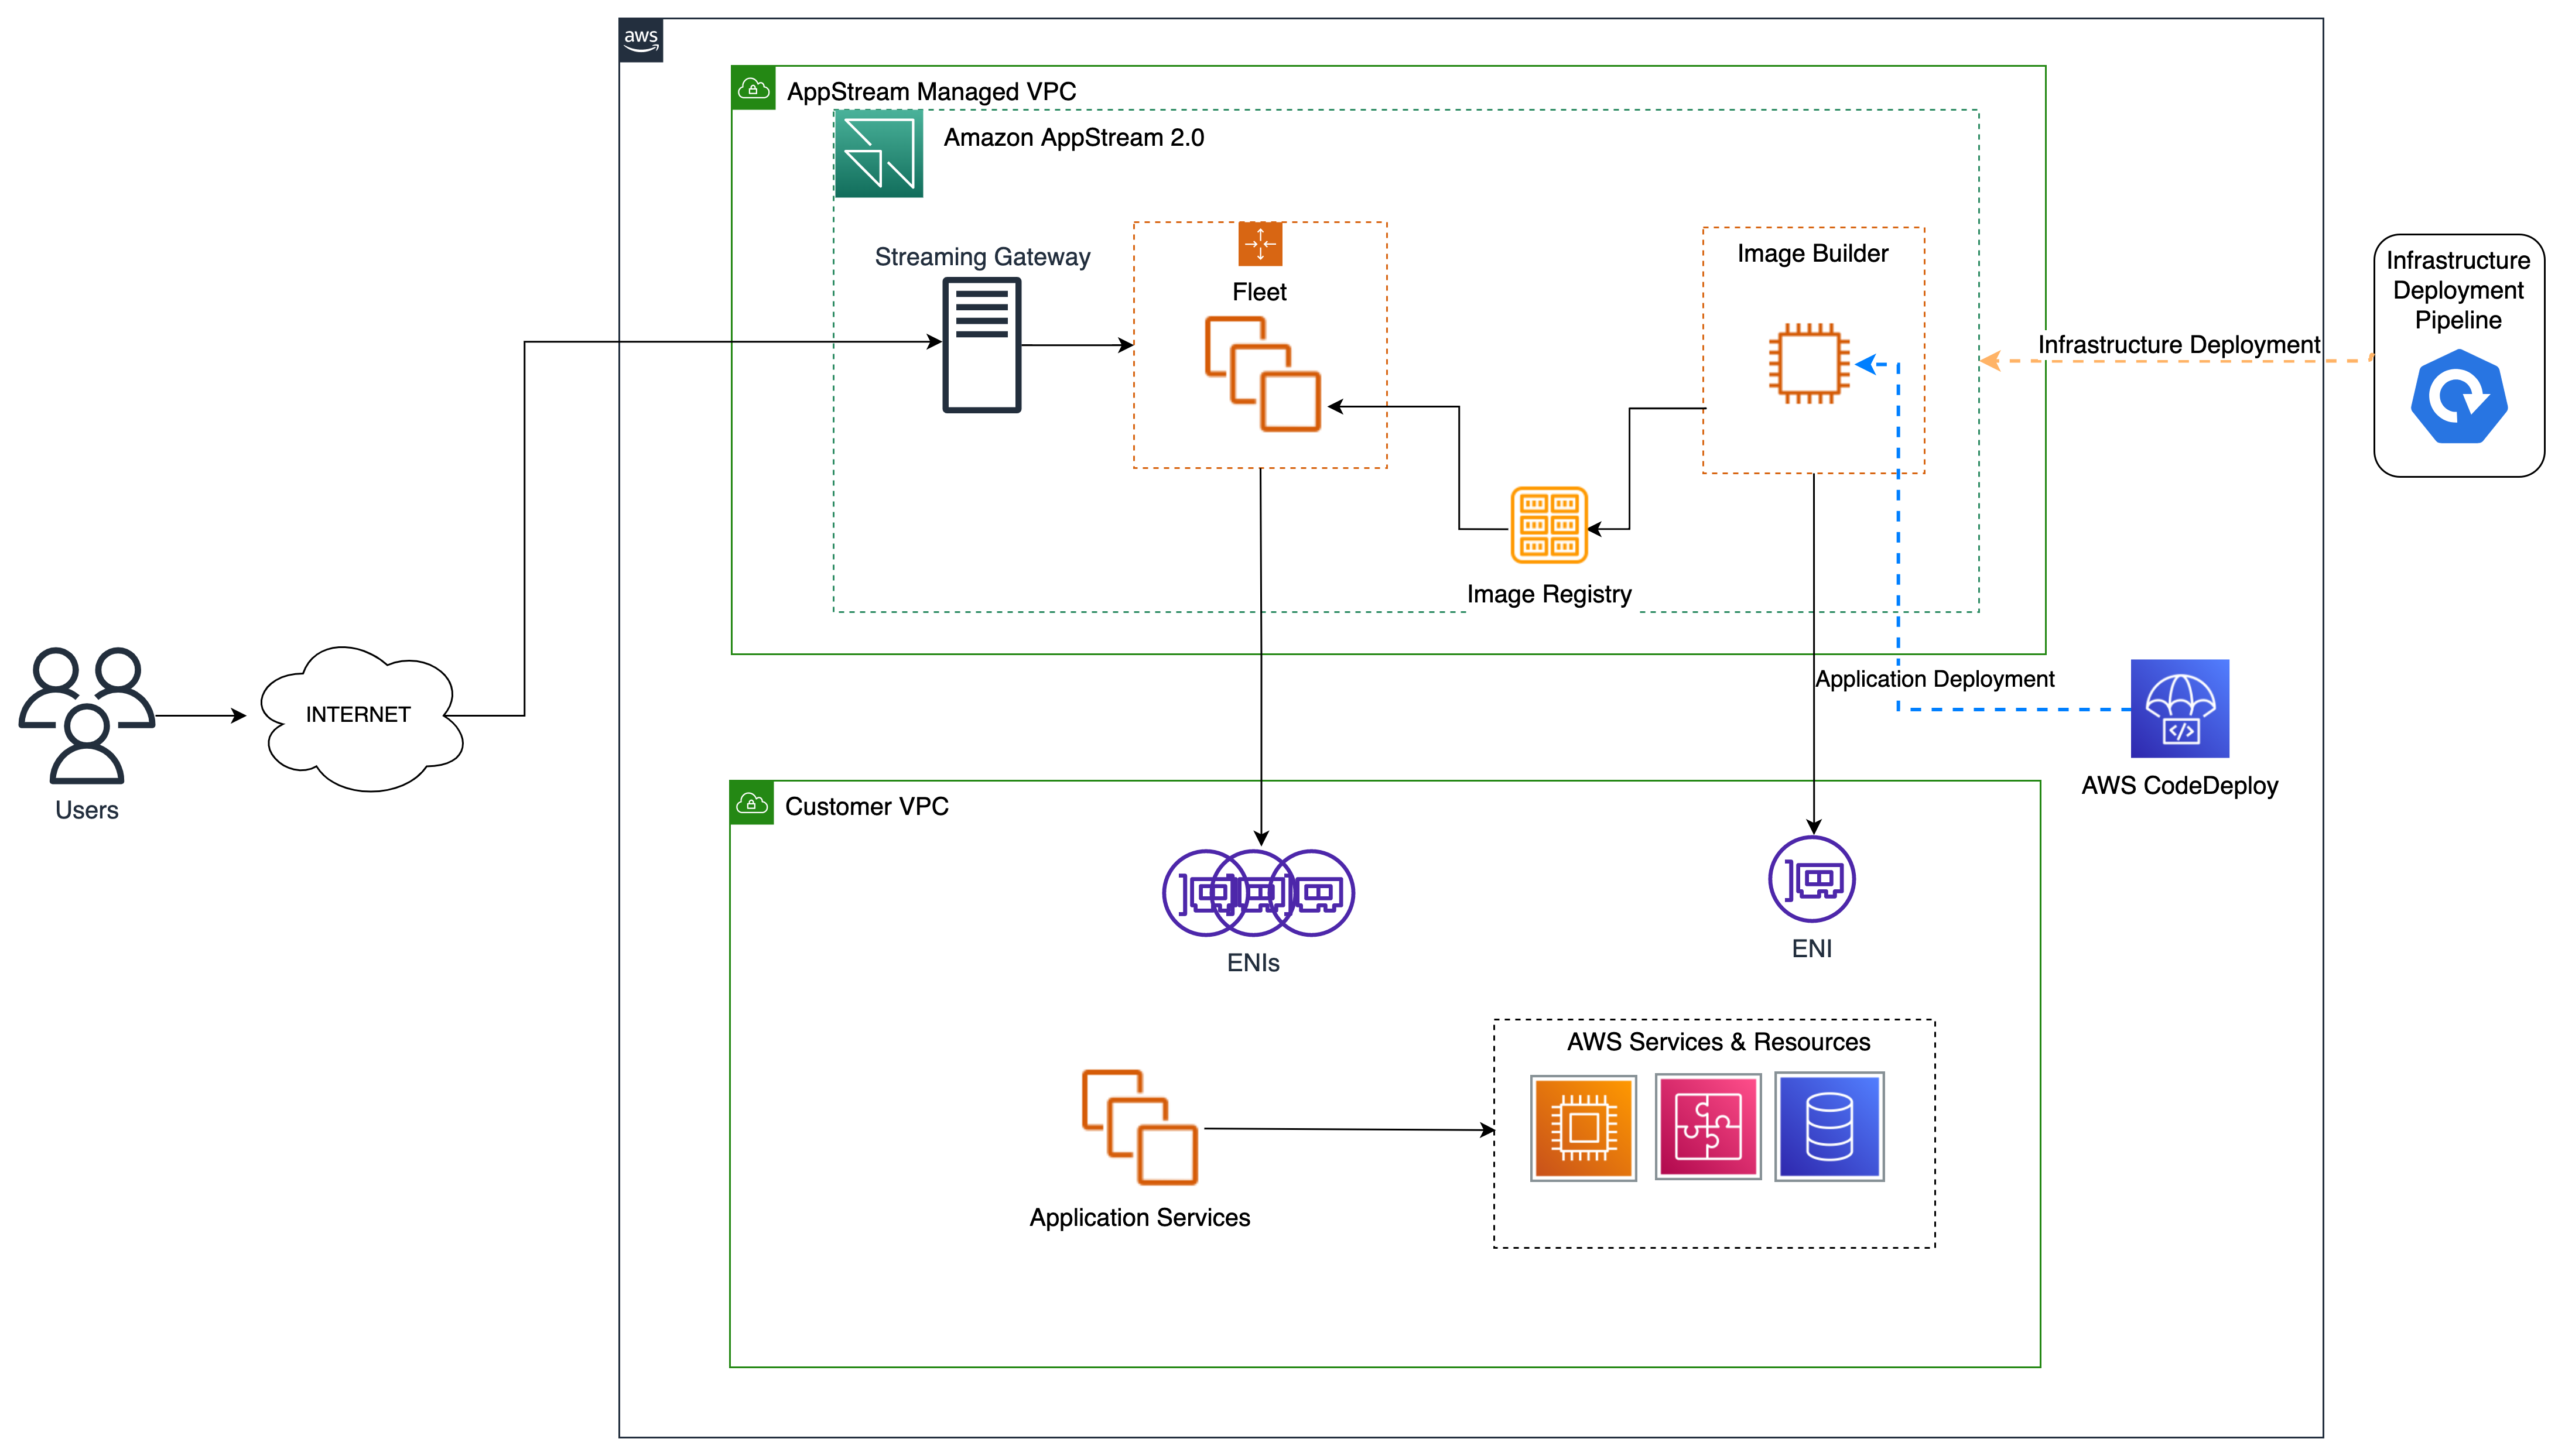 aws
AppStream Managed VPC
Amazon AppStream 2.0
Streaming Gateway
Fleet
Image Builder
Infrastructure
Deployment
Pipeline
Infrastructure Deployment
Image Registry
Application Deployment
INTERNET
Users
AWS CodeDeploy
Customer VPC
</>
ENIs
ENI
AWS Services & Resources
Application Services